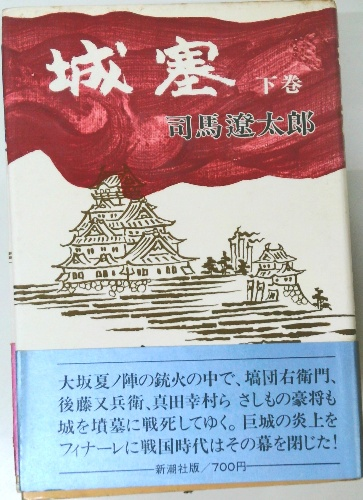 城塞 下巻
司馬遼太郎
大坂夏ノ陣の銃火の中で、塙団右衛門、
後藤又兵衛、真田幸村ら さしもの豪将も
城を墳墓に戦死してゆく。巨城の炎上を
フィナーレに戦国時代はその幕を閉じた!
新潮社版/700円